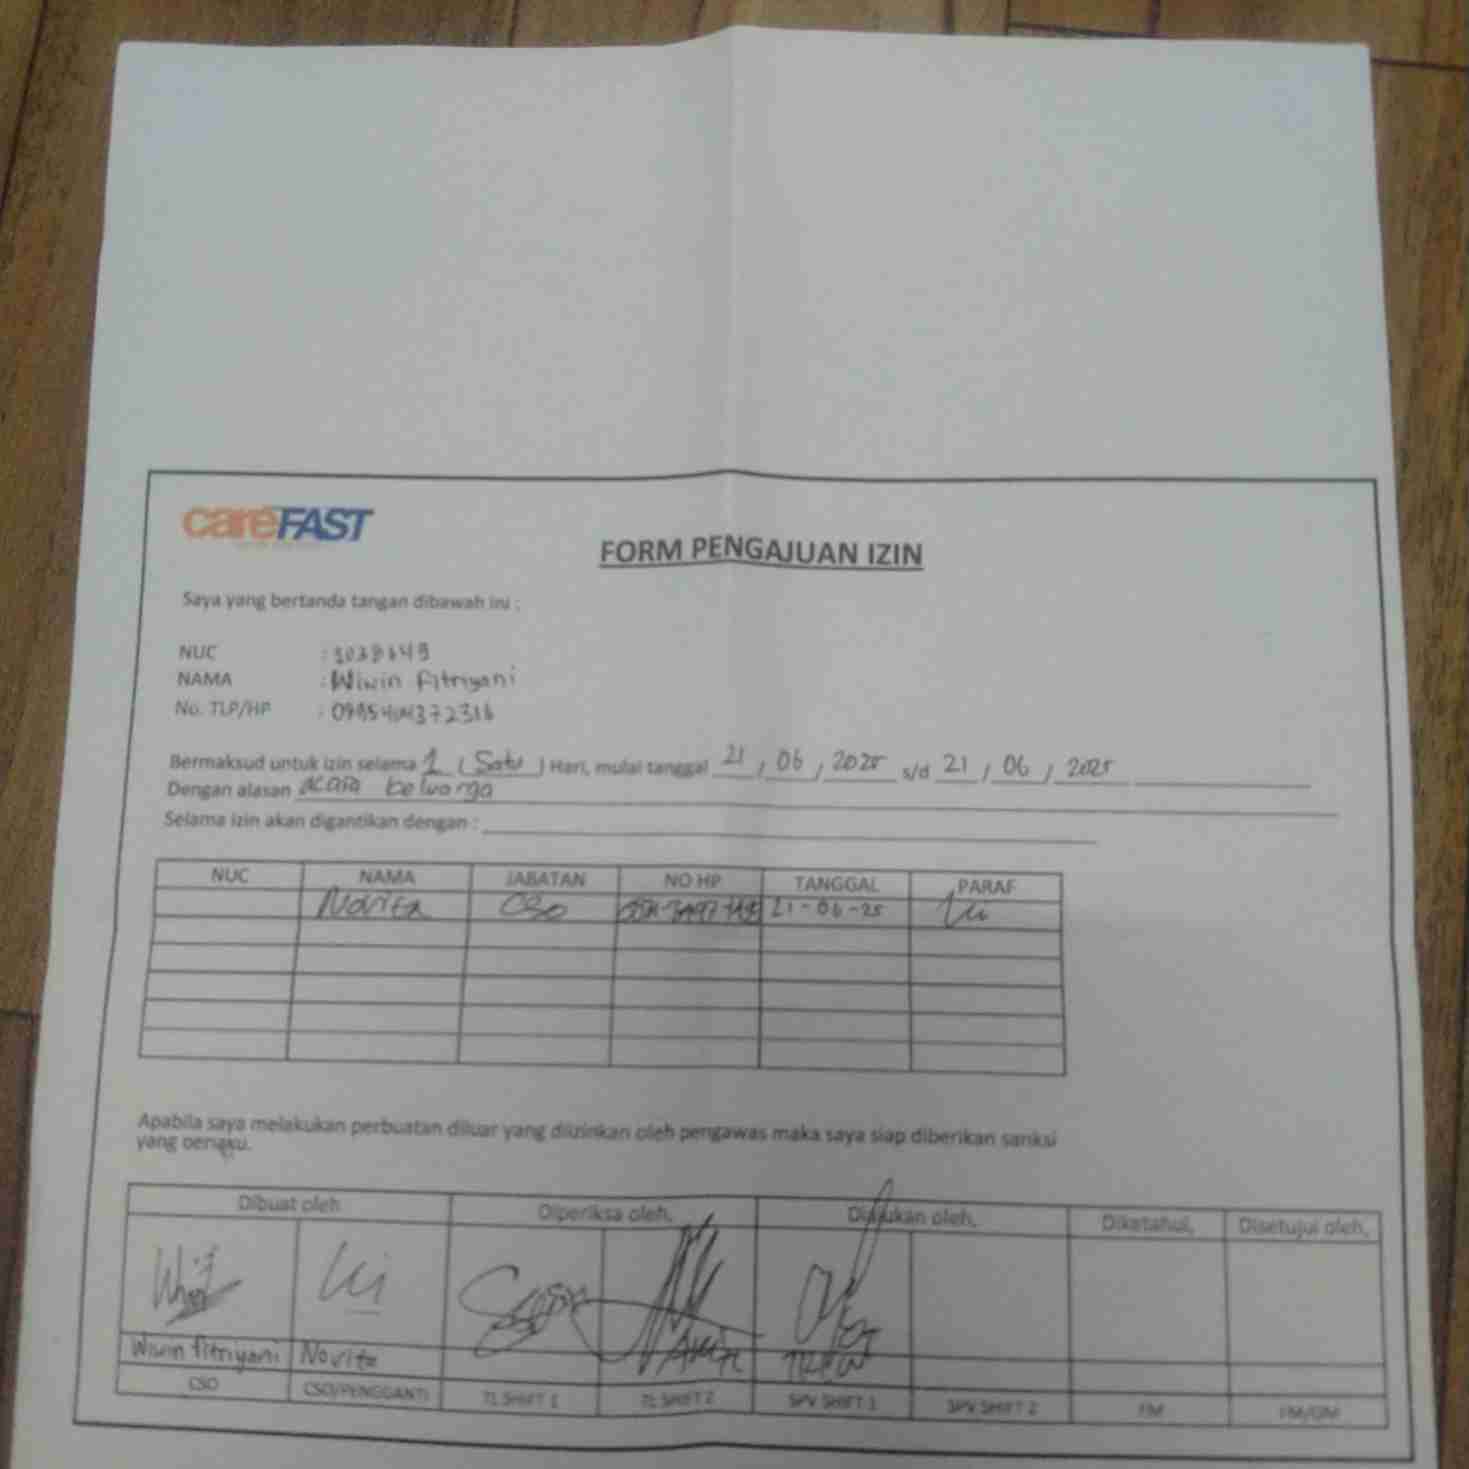 careFAST
FORM PENGAJUAN IZIN
Saya yang bertanda tangan dibawah ini :
NUC : 1038649
NAMA : Wiwin Fitriyani
No. TLP/HP :
Bermaksud untuk izin selama 1 (Satu) Hari, mulai tanggal 21 / 06 / 2025 s/d 21 / 06 / 2025
Dengan alasan acara keluarga
Selama izin akan digantikan dengan :
NUC NAMA JABATAN NO HP TANGGAL PARAF
Novita CSO 21-06-25
Apabila saya melakukan perbuatan diluar yang diizinkan oleh pengawas maka saya siap diberikan sanksi
yang berlaku.
Dibuat oleh Diperiksa oleh, Diajukan oleh, Diketahui, Disetujui oleh,
Wiwin fitriyani Novita
CSO CSO/PENGGANTI TL SHIFT 1 TL SHIFT 2 SPV SHIFT 1 SPV SHIFT 2 FM FM/OM